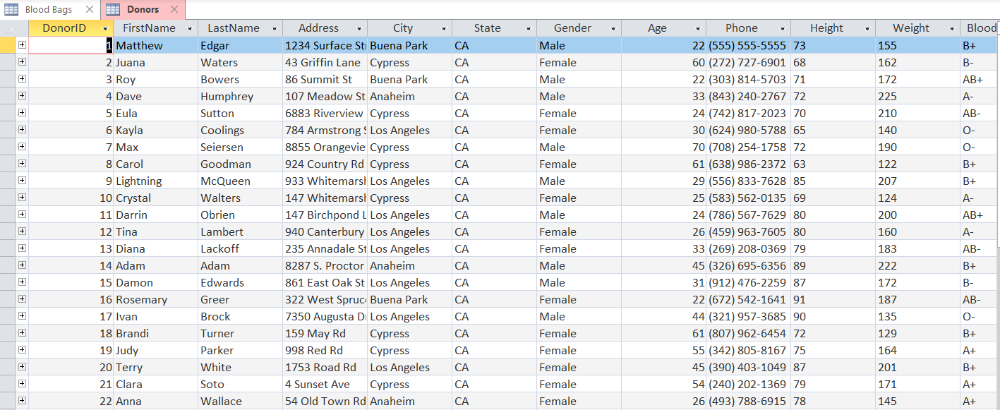 Blood Bags Donors
DonorID FirstName LastName Address City State Gender Age Phone Height Weight Blood
1 Matthew Edgar 1234 Surface St Buena Park CA Male 22 (555) 555-5555 73 155 B+
2 Juana Waters 43 Griffin Lane Cypress CA Female 60 (272) 727-6901 68 162 B-
3 Roy Bowers 86 Summit St Buena Park CA Male 22 (303) 814-5703 71 172 AB+
4 Dave Humphrey 107 Meadow St Anaheim CA Male 33 (843) 240-2767 72 225 A-
5 Eula Sutton 6883 Riverview Cypress CA Female 24 (742) 817-2023 70 210 AB-
6 Kayla Coolings 784 Armstrong S Los Angeles CA Female 30 (624) 980-5788 65 140 O-
7 Max Seiersen 8855 Orangevie Cypress CA Male 70 (708) 254-1758 72 190 O-
8 Carol Goodman 924 Country Rd Cypress CA Female 61 (638) 986-2372 63 122 B+
9 Lightning McQueen 933 Whitemarsh Los Angeles CA Male 29 (556) 833-7628 85 207 B+
10 Crystal Walters 147 Whitemarsh Cypress CA Female 25 (583) 562-0135 69 124 A-
11 Darrin Obrien 147 Birchpond L Los Angeles CA Male 24 (786) 567-7629 80 200 AB+
12 Tina Lambert 940 Canterbury Los Angeles CA Female 26 (459) 963-7605 80 160 A-
13 Diana Lackoff 235 Annadale St Los Angeles CA Female 33 (269) 208-0369 79 183 AB-
14 Adam Adam 8287 S. Proctor Anaheim CA Male 45 (326) 695-6356 89 222 B+
15 Damon Edwards 861 East Oak St Los Angeles CA Male 31 (912) 476-2259 87 172 B-
16 Rosemary Greer 322 West Spruc Buena Park CA Female 22 (672) 542-1641 91 187 AB-
17 Ivan Brock 7350 Augusta D Los Angeles CA Male 44 (321) 957-3685 90 135 O-
18 Brandi Turner 159 May Rd Cypress CA Female 61 (807) 962-6454 72 129 B+
19 Judy Parker 998 Red Rd Cypress CA Female 55 (342) 805-8167 75 164 A+
20 Terry White 1753 Road Rd Los Angeles CA Female 45 (390) 403-1049 87 201 B+
21 Clara Soto 4 Sunset Ave Cypress CA Female 54 (240) 202-1369 79 171 A+
22 Anna Wallace 54 Old Town Rd Anaheim CA Female 26 (493) 788-6915 78 145 A+